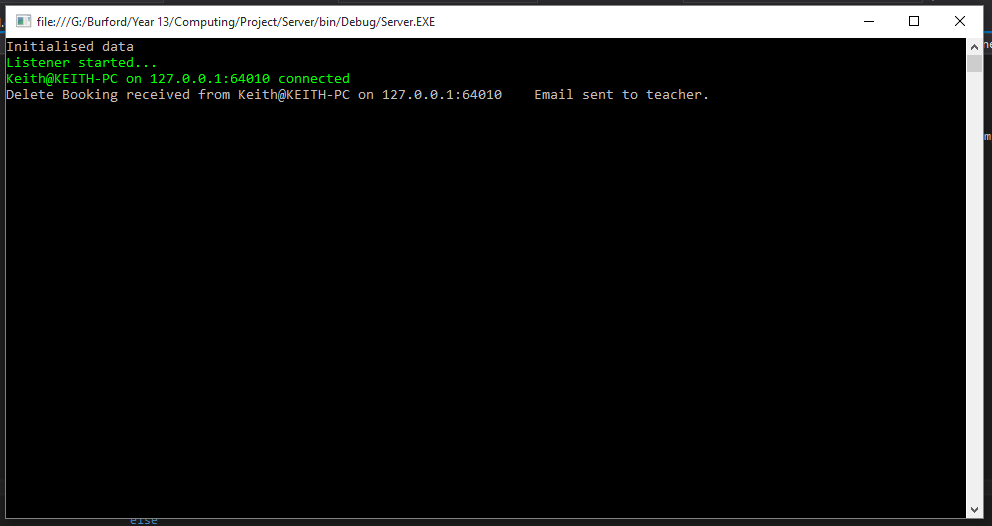 file:///G:/Burford/Year 13/Computing/Project/Server/bin/Debug/Server.EXE
Initialised data
Listener started...
Keith@KEITH-PC on 127.0.0.1:64010 connected
Delete Booking received from Keith@KEITH-PC on 127.0.0.1:64010    Email sent to teacher.
else